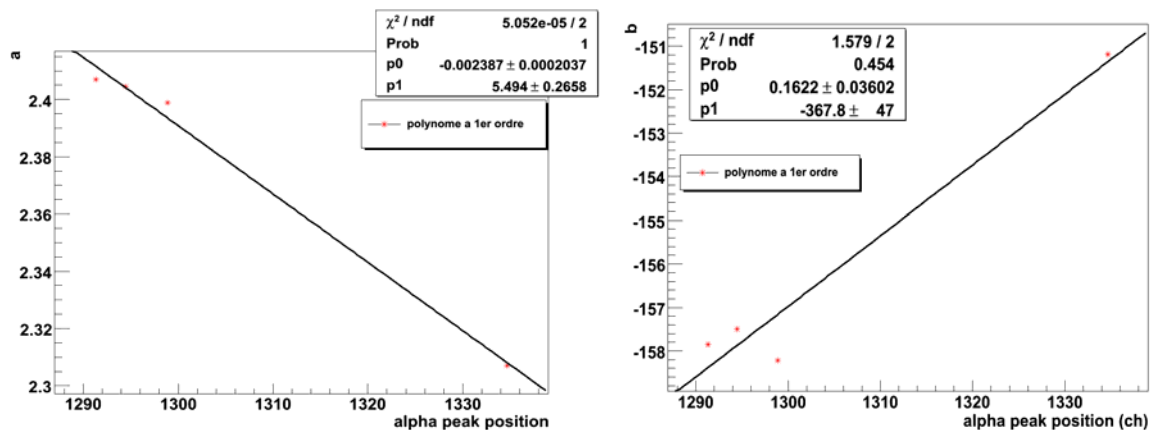 χ² / ndf 5.052e-05 / 2
Prob 1
p0 -0.002387 ± 0.0002037
p1 5.494 ± 0.2658
polynome a 1er ordre
a
2.4
2.38
2.36
2.34
2.32
2.3
1290 1300 1310 1320 1330
alpha peak position
χ² / ndf 1.579 / 2
Prob 0.454
p0 0.1622 ± 0.03602
p1 -367.8 ± 47
polynome a 1er ordre
b
-151
-152
-153
-154
-155
-156
-157
-158
1290 1300 1310 1320 1330
alpha peak position (ch)